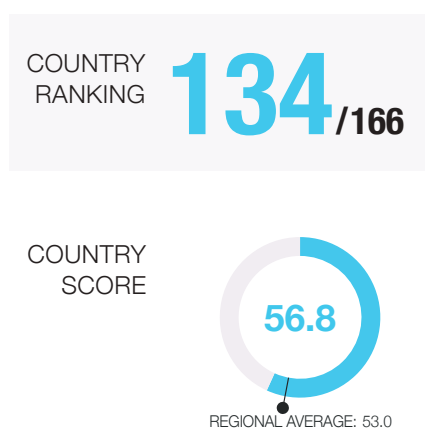 COUNTRY
RANKING
134/166
COUNTRY
SCORE
56.8
REGIONAL AVERAGE: 53.0